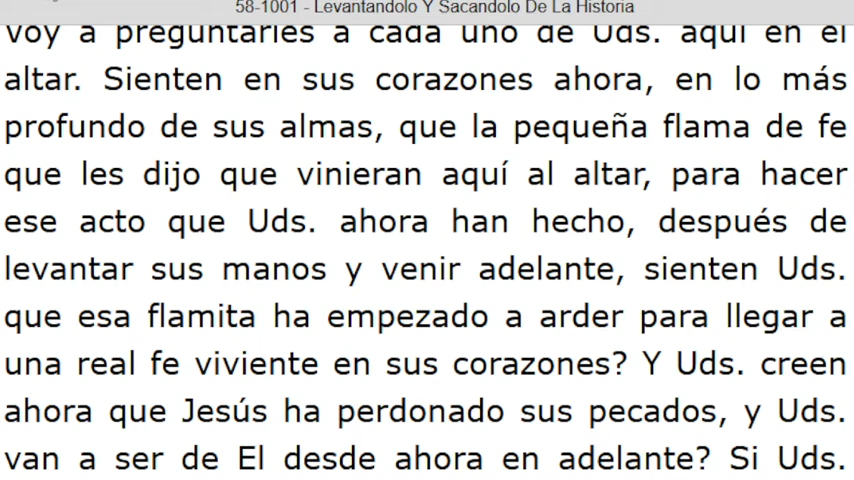 58-1001 - Levantandolo Y Sacandolo De La Historia
voy a preguntarles a cada uno de Uds. aquí en el
altar. Sienten en sus corazones ahora, en lo más
profundo de sus almas, que la pequeña flama de fe
que les dijo que vinieran aquí al altar, para hacer
ese acto que Uds. ahora han hecho, después de
levantar sus manos y venir adelante, sienten Uds.
que esa flamita ha empezado a arder para llegar a
una real fe viviente en sus corazones? Y Uds. creen
ahora que Jesús ha perdonado sus pecados, y Uds.
van a ser de El desde ahora en adelante? Si Uds.